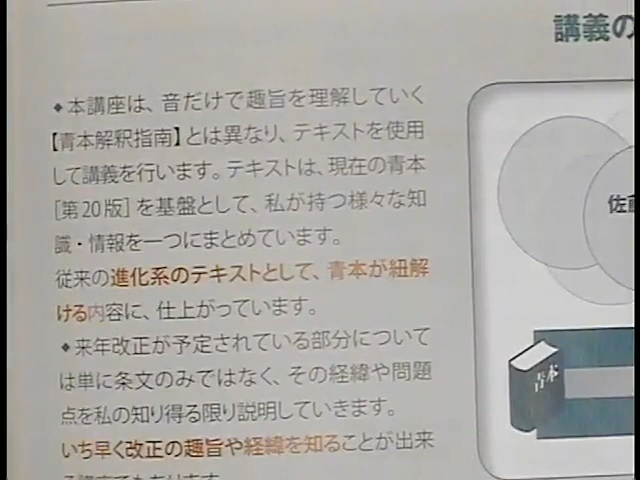 講義の
◆本講座は、音だけで趣旨を理解していく
【青本解釈指南】とは異なり、テキストを使用
して講義を行います。テキストは、現在の青本
[第20版]を基盤として、私が持つ様々な知
識・情報を一つにまとめています。
従来の進化系のテキストとして、青本が紐解
ける内容に、仕上がっています。
◆来年改正が予定されている部分について
は単に条文のみではなく、その経緯や問題
点を私の知り得る限り説明していきます。
いち早く改正の趣旨や経緯を知ることが出来
佐藤
青本